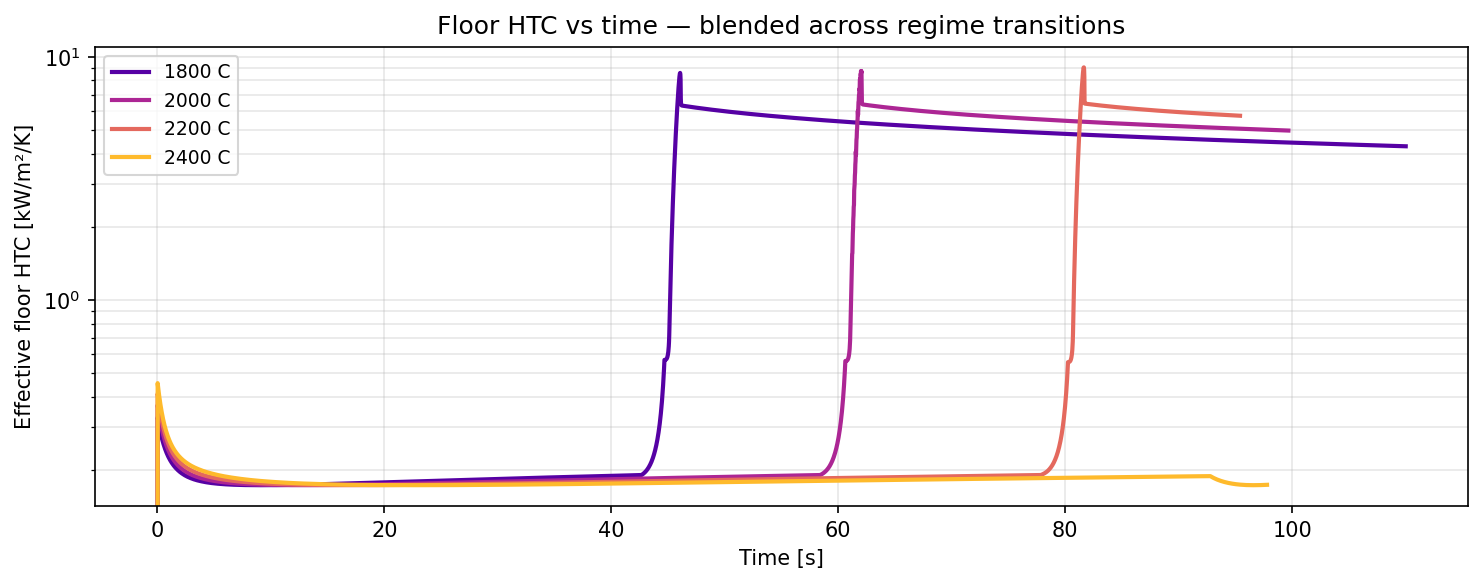 Floor HTC vs time — blended across regime transitions
10¹
1800 C
2000 C
2200 C
2400 C
Effective floor HTC [kW/m²/K]
10⁰
0 20 40 60 80 100
Time [s]